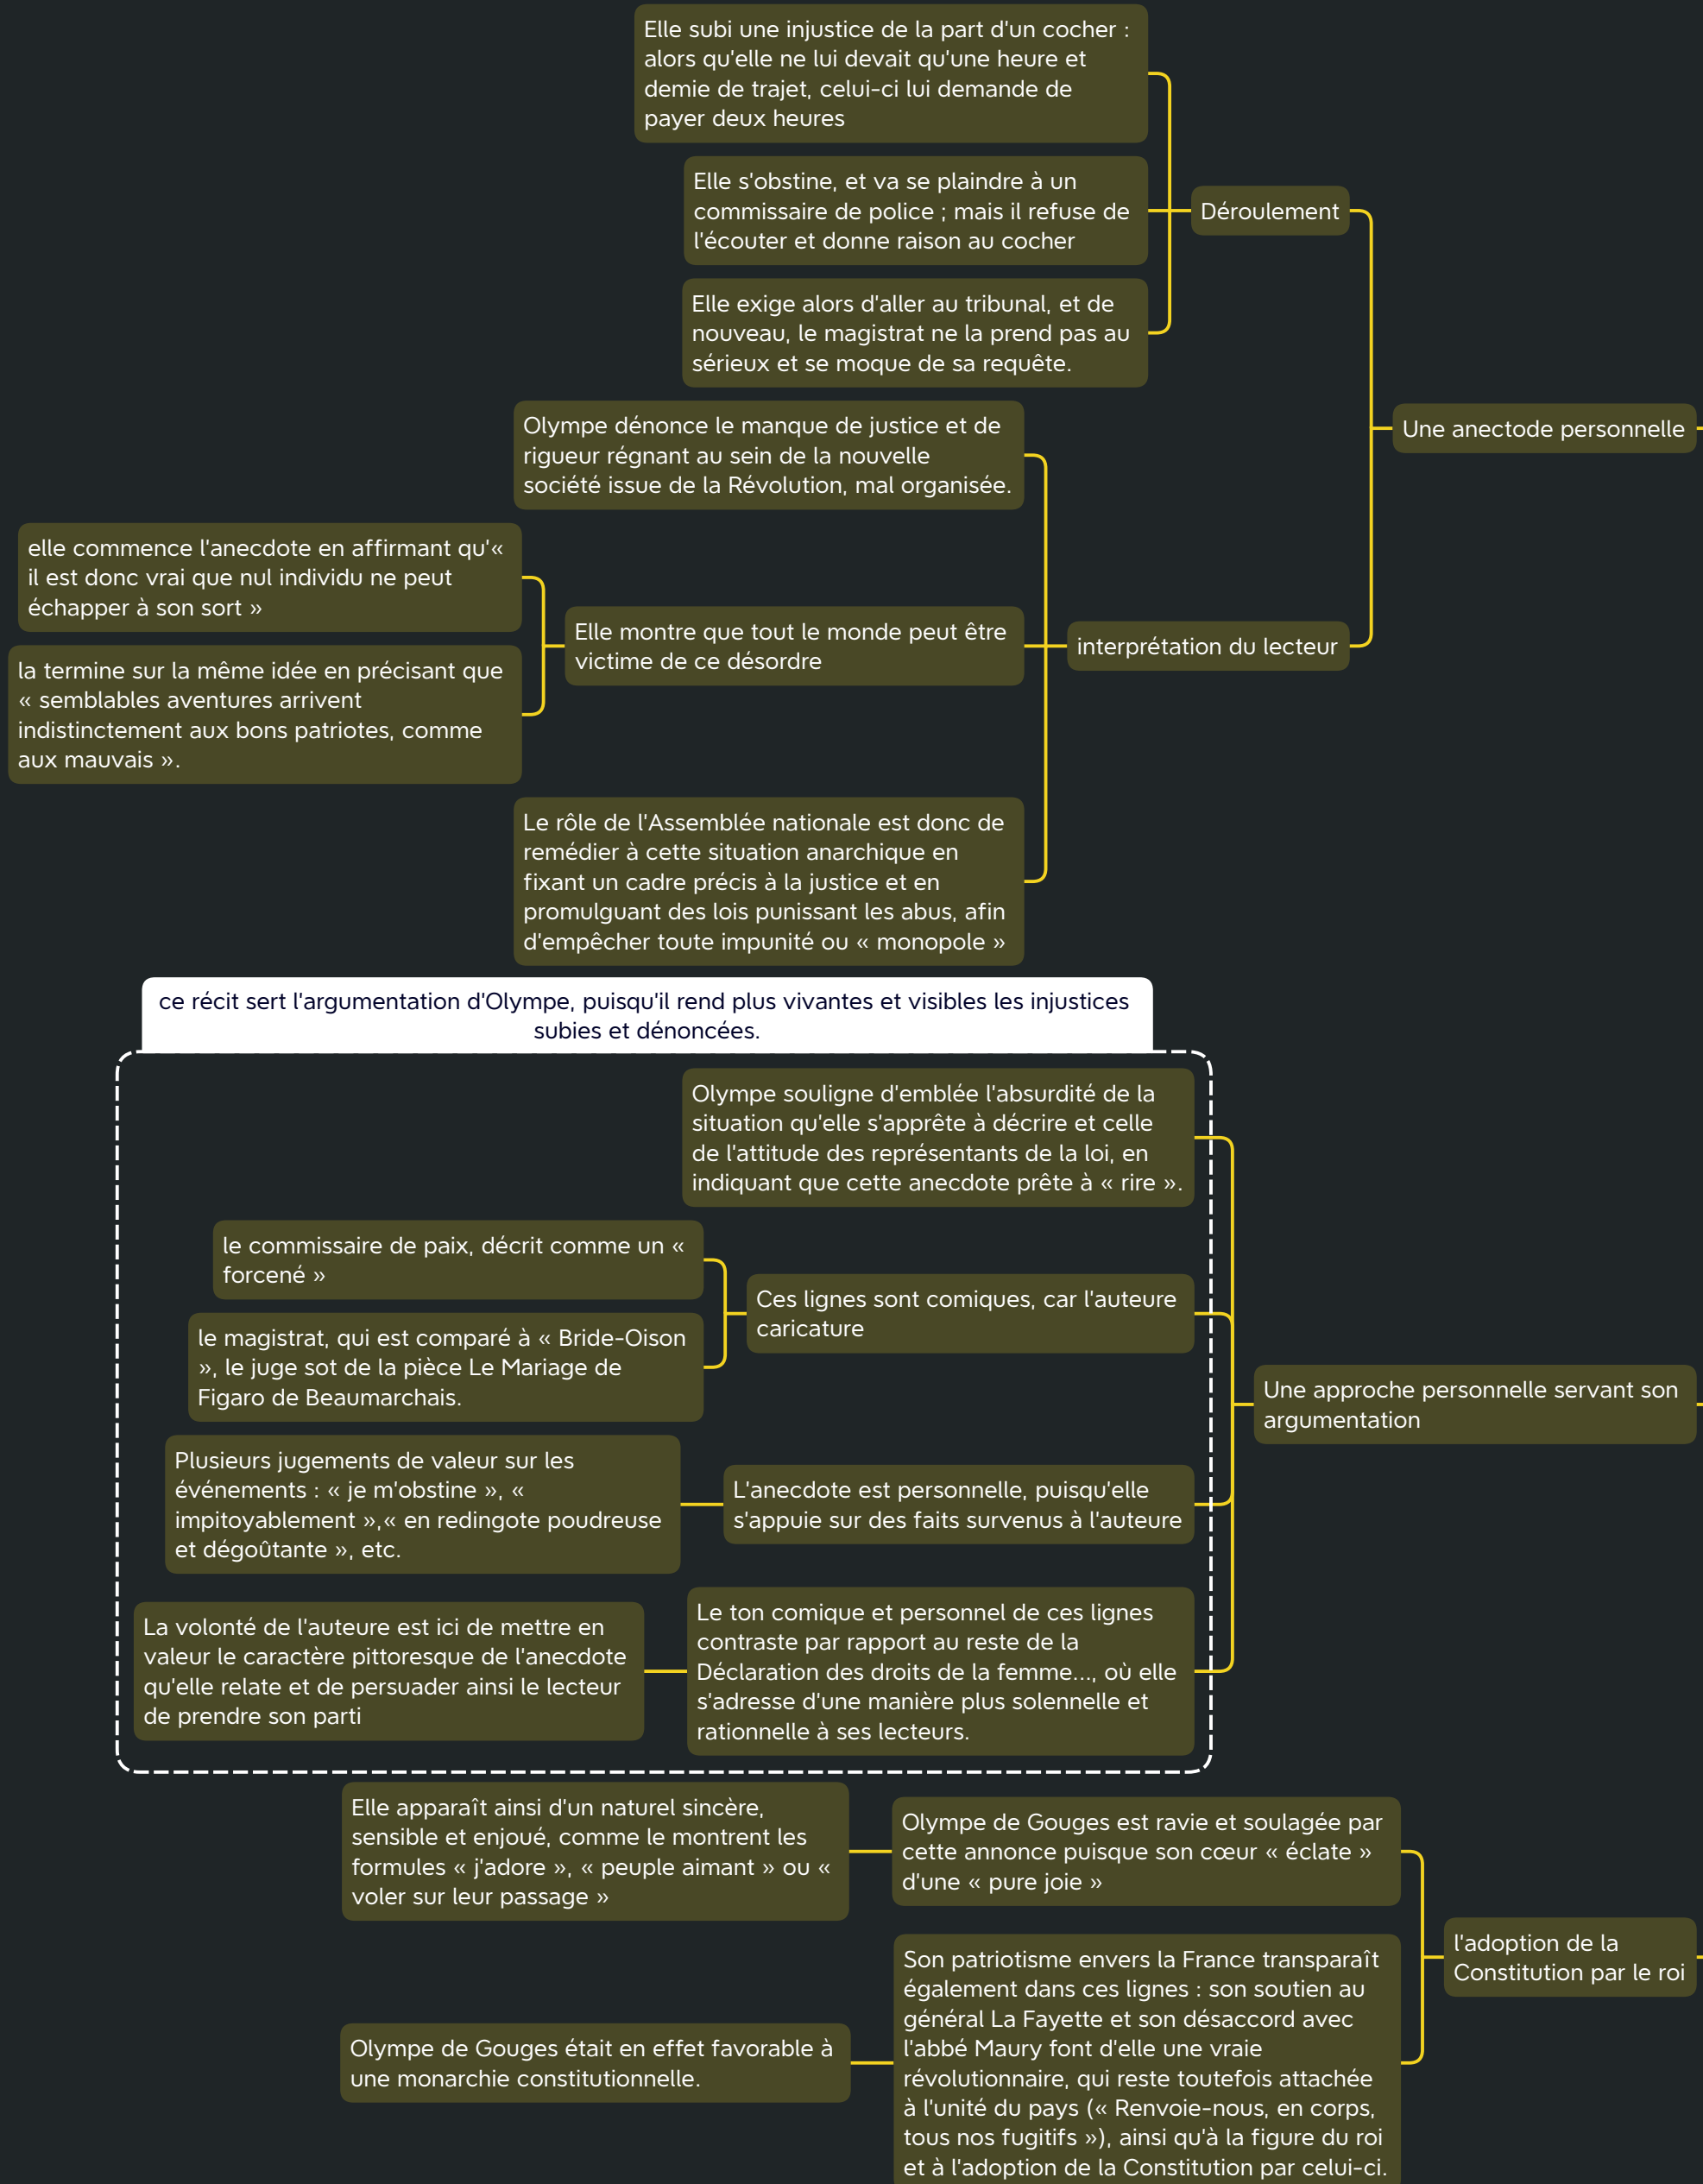 Elle subi une injustice de la part d'un cocher :
alors qu'elle ne lui devait qu'une heure et
demie de trajet, celui-ci lui demande de
payer deux heures
Elle s'obstine, et va se plaindre à un
commissaire de police ; mais il refuse de
l'écouter et donne raison au cocher
Déroulement
Elle exige alors d'aller au tribunal, et de
nouveau, le magistrat ne la prend pas au
sérieux et se moque de sa requête.
Une anectode personnelle
Olympe dénonce le manque de justice et de
rigueur régnant au sein de la nouvelle
société issue de la Révolution, mal organisée.
elle commence l'anecdote en affirmant qu'«
il est donc vrai que nul individu ne peut
échapper à son sort »
la termine sur la même idée en précisant que
« semblables aventures arrivent
indistinctement aux bons patriotes, comme
aux mauvais ».
Elle montre que tout le monde peut être
victime de ce désordre
interprétation du lecteur
Le rôle de l'Assemblée nationale est donc de
remédier à cette situation anarchique en
fixant un cadre précis à la justice et en
promulguant des lois punissant les abus, afin
d'empêcher toute impunité ou « monopole »
ce récit sert l'argumentation d'Olympe, puisqu'il rend plus vivantes et visibles les injustices
subies et dénoncées.
Olympe souligne d'emblée l'absurdité de la
situation qu'elle s'apprête à décrire et celle
de l'attitude des représentants de la loi, en
indiquant que cette anecdote prête à « rire ».
le commissaire de paix, décrit comme un «
forcené »
le magistrat, qui est comparé à « Bride-Oison
», le juge sot de la pièce Le Mariage de
Figaro de Beaumarchais.
Ces lignes sont comiques, car l'auteure
caricature
Une approche personnelle servant son
argumentation
Plusieurs jugements de valeur sur les
événements : « je m'obstine », «
impitoyablement »,« en redingote poudreuse
et dégoûtante », etc.
L'anecdote est personnelle, puisqu'elle
s'appuie sur des faits survenus à l'auteure
La volonté de l'auteure est ici de mettre en
valeur le caractère pittoresque de l'anecdote
qu'elle relate et de persuader ainsi le lecteur
de prendre son parti
Le ton comique et personnel de ces lignes
contraste par rapport au reste de la
Déclaration des droits de la femme..., où elle
s'adresse d'une manière plus solennelle et
rationnelle à ses lecteurs.
Elle apparaît ainsi d'un naturel sincère,
sensible et enjoué, comme le montrent les
formules « j'adore », « peuple aimant » ou «
voler sur leur passage »
Olympe de Gouges est ravie et soulagée par
cette annonce puisque son cœur « éclate »
d'une « pure joie »
l'adoption de la
Constitution par le roi
Olympe de Gouges était en effet favorable à
une monarchie constitutionnelle.
Son patriotisme envers la France transparaît
également dans ces lignes : son soutien au
général La Fayette et son désaccord avec
l'abbé Maury font d'elle une vraie
révolutionnaire, qui reste toutefois attachée
à l'unité du pays (« Renvoie-nous, en corps,
tous nos fugitifs »), ainsi qu'à la figure du roi
et à l'adoption de la Constitution par celui-ci.